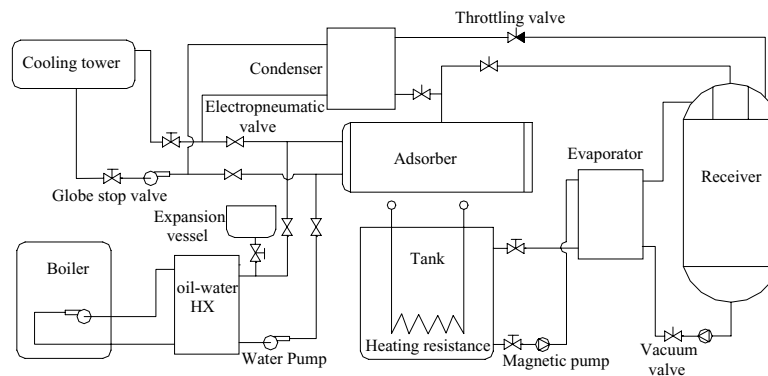 Throttling valve
Cooling tower
Condenser
Electropneumatic
valve
Adsorber
Evaporator
Receiver
Globe stop valve
Expansion
vessel
Boiler
oil-water
HX
Tank
Heating resistance
Water Pump
Magnetic pump
Vacuum
valve